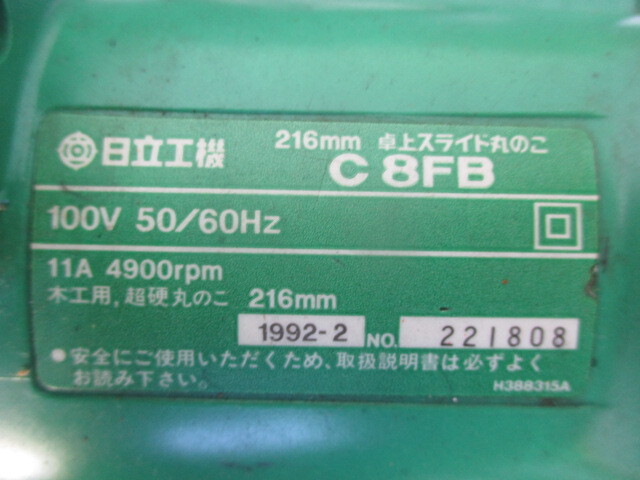 日立工機
216mm 卓上スライド丸のこ
C 8FB
100V 50/60Hz
11A 4900rpm
木工用,超硬丸のこ 216mm
1992-2 NO. 221808
●安全にご使用いただくため、取扱説明書は必ずよく
お読み下さい。
H388315A